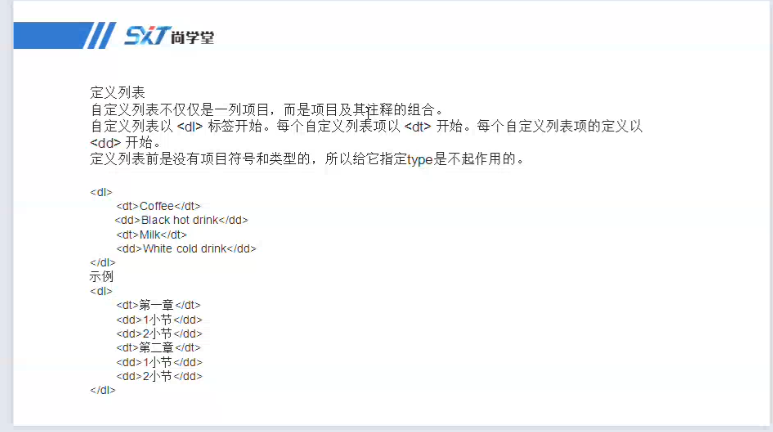 SXT尚学堂
定义列表
自定义列表不仅仅是一列项目，而是项目及其注释的组合。
自定义列表以 <dl> 标签开始。每个自定义列表项以 <dt> 开始。每个自定义列表项的定义以
<dd> 开始。
定义列表前是没有项目符号和类型的，所以给它指定type是不起作用的。
<dl>
<dt>Coffee</dt>
<dd>Black hot drink</dd>
<dt>Milk</dt>
<dd>White cold drink</dd>
</dl>
示例
<dl>
<dt>第一章</dt>
<dd>1小节</dd>
<dd>2小节</dd>
<dt>第二章</dt>
<dd>1小节</dd>
<dd>2小节</dd>
</dl>